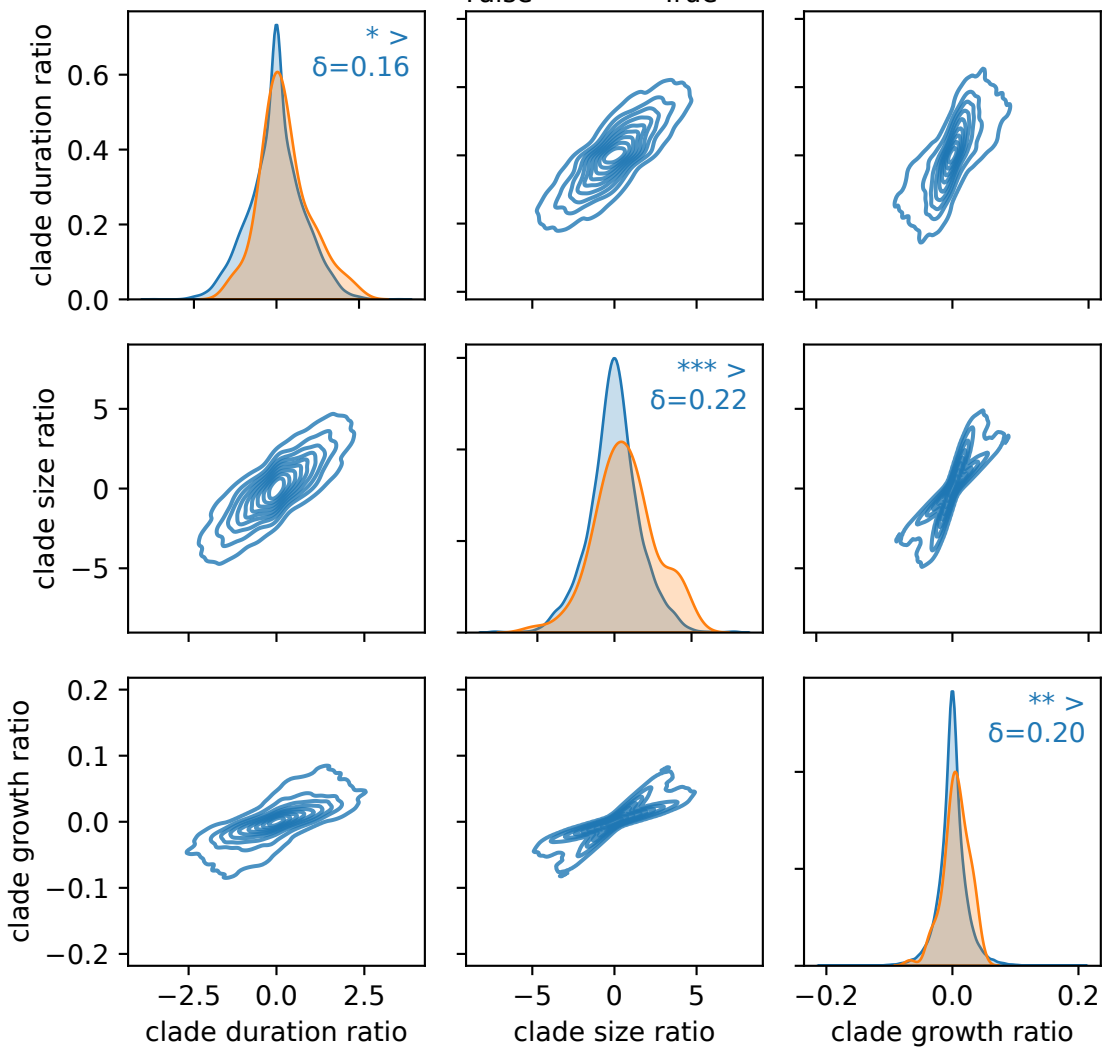 False True
clade duration ratio
0.6
0.4
0.2
0.0
* >
δ=0.16
clade size ratio
5
0
−5
*** >
δ=0.22
clade growth ratio
0.2
0.1
0.0
−0.1
−0.2
** >
δ=0.20
−2.5 0.0 2.5
−5 0 5
−0.2 0.0 0.2
clade duration ratio
clade size ratio
clade growth ratio